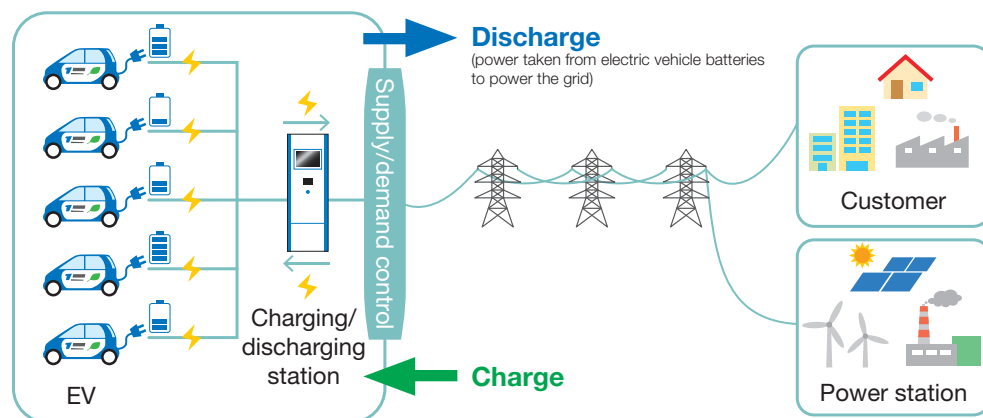 Discharge
(power taken from electric vehicle batteries
to power the grid)
Supply/demand control
Customer
Charging/
discharging
station
EV
Charge
Power station